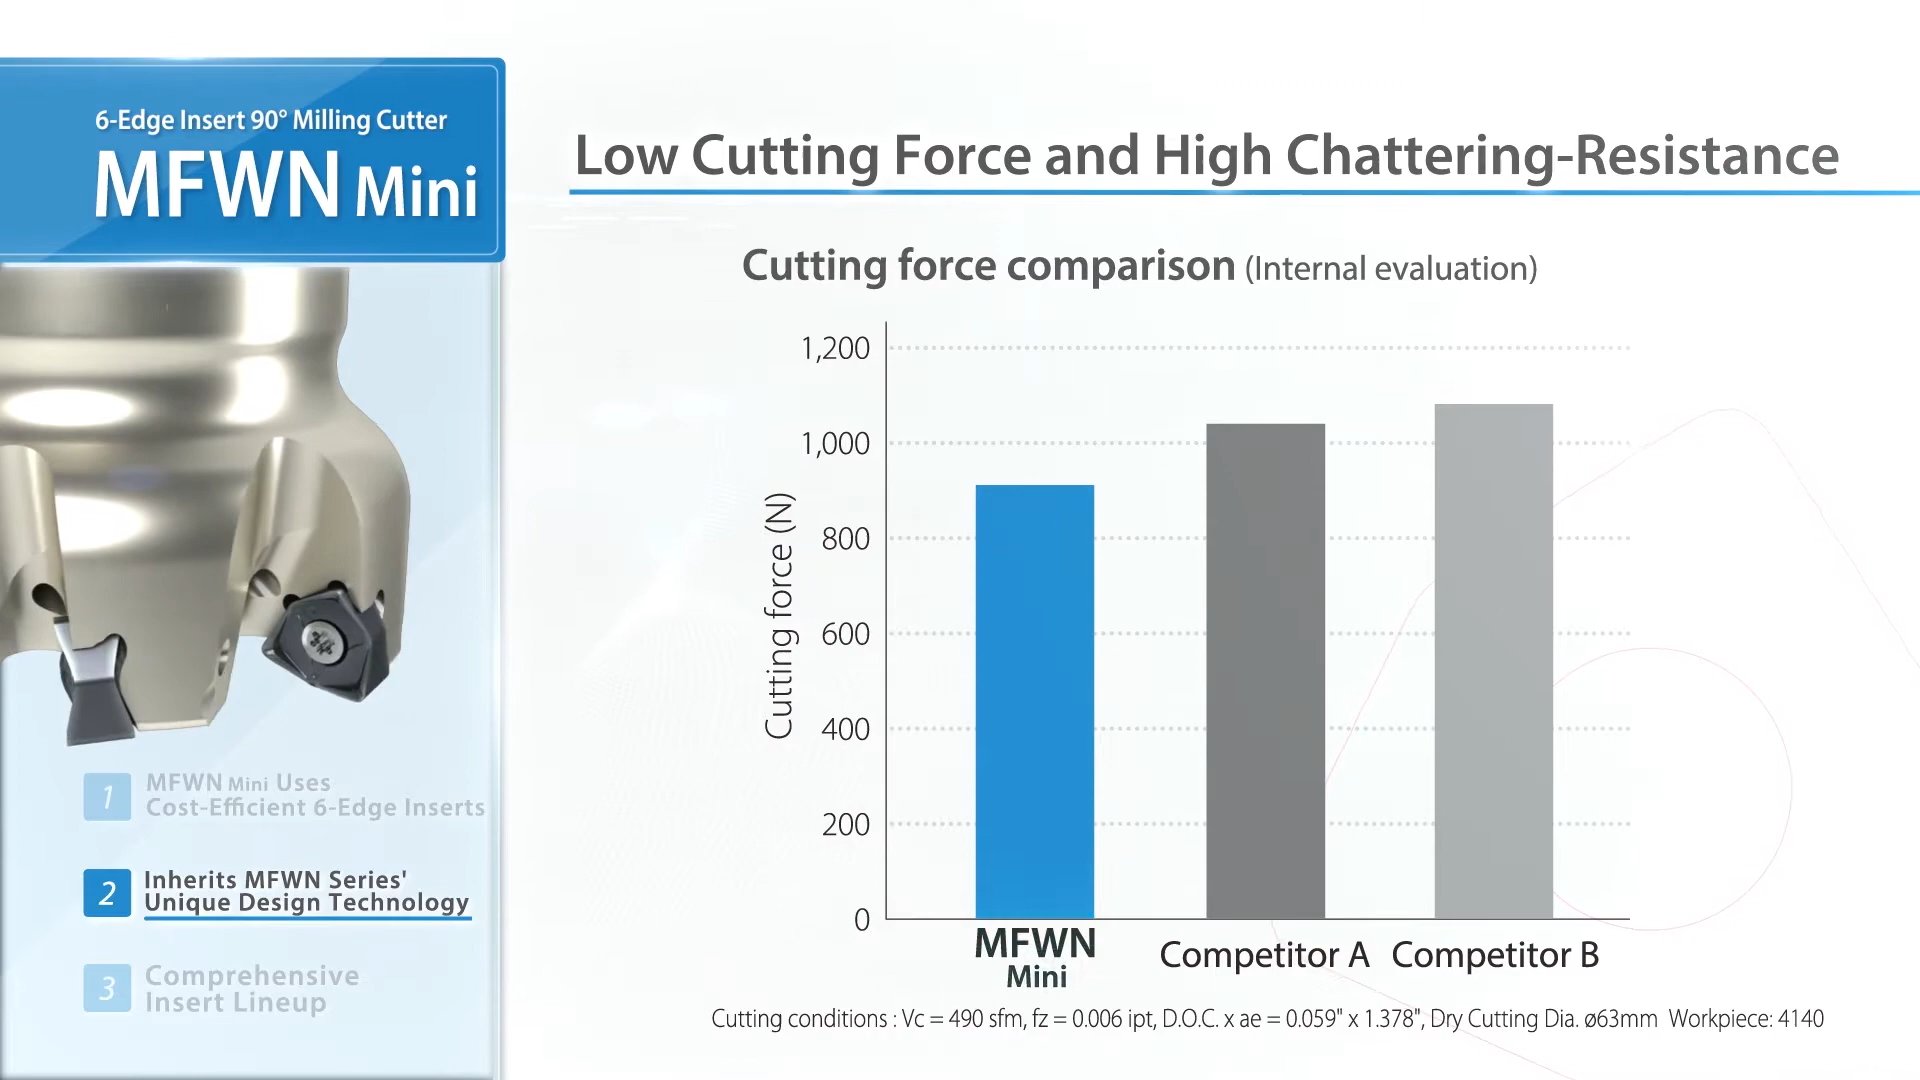 6-Edge Insert 90° Milling Cutter
MFWN Mini
1
MFWN Mini Uses
Cost-Efficient 6-Edge Inserts
2
Inherits MFWN Series'
Unique Design Technology
3
Comprehensive
Insert Lineup
Low Cutting Force and High Chattering-Resistance
Cutting force comparison (Internal evaluation)
Cutting force (N)
1,200
1,000
800
600
400
200
0
MFWN
Mini
Competitor A
Competitor B
Cutting conditions : Vc = 490 sfm, fz = 0.006 ipt, D.O.C. x ae = 0.059" x 1.378", Dry Cutting Dia. ø63mm Workpiece: 4140